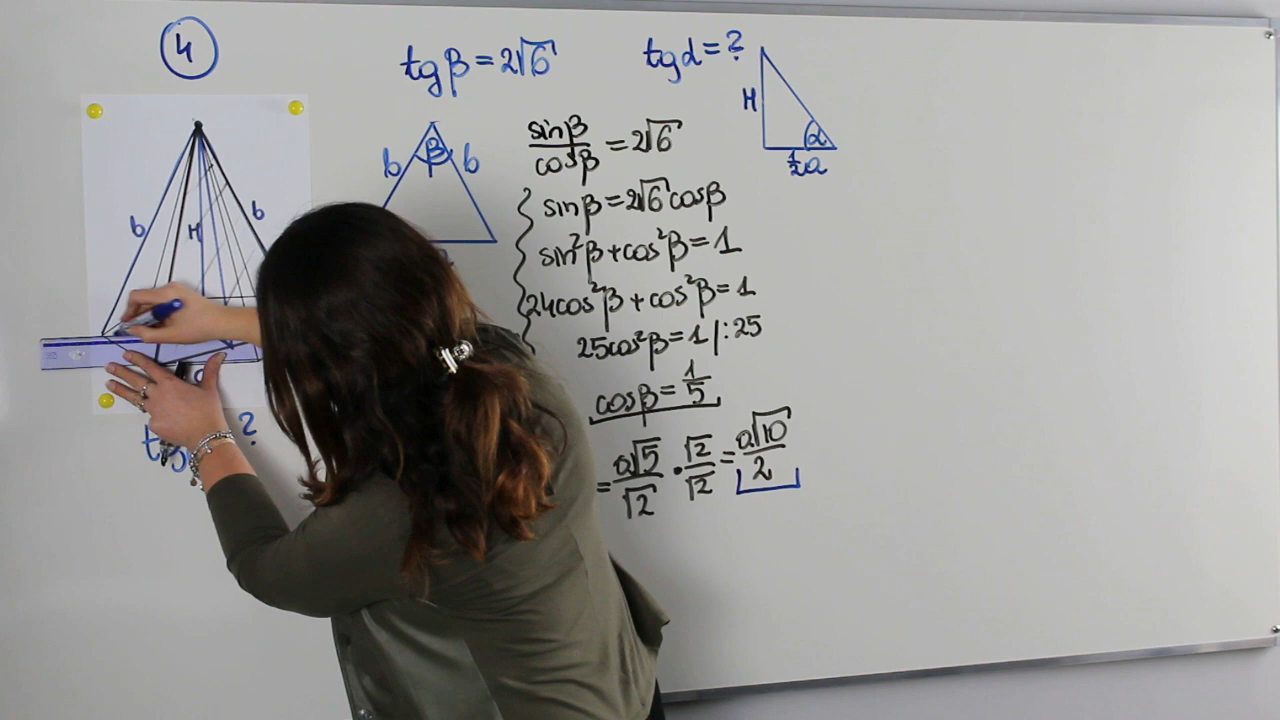 4
tgβ = 2√6
tgα = ?
H
α
½a
b
H
b
β
b
b
sinβ/cosβ = 2√6
sinβ = 2√6 cosβ
sin²β + cos²β = 1
24cos²β + cos²β = 1
25cos²β = 1 |:25
cosβ = 1/5
= a√5/√2 · √2/√2 = a√10/2
?